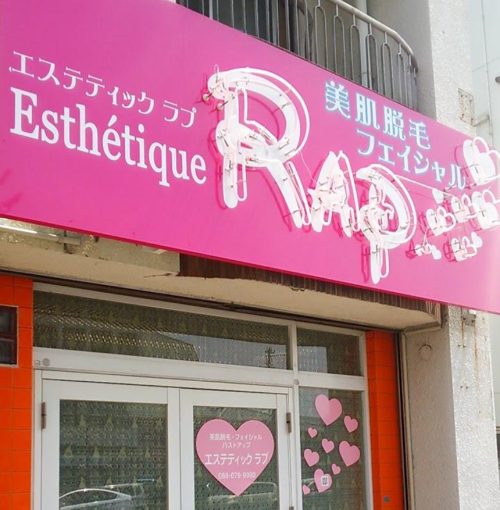 エステティック ラブ
Esthétique
RAP
美肌脱毛
フェイシャル
美肌脱毛・フェイシャル
バストアップ
エステティック ラブ